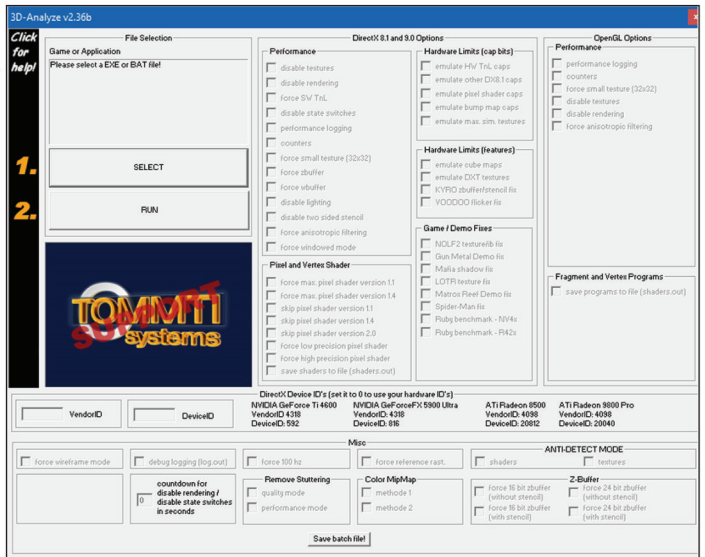 3D-Analyze v2.36b
x
Click for help!
File Selection
Game or Application
Please select a EXE or BAT file!
1.
SELECT
2.
RUN
TOMMTI
SUPPORT
systems
DirectX 8.1 and 9.0 Options
Performance
disable textures
disable rendering
force SW TnL
disable state switches
performance logging
counters
force small texture (32x32)
force zbuffer
force wbuffer
disable lighting
disable two sided stencil
force anisotropic filtering
force windowed mode
Pixel and Vertex Shader
force max. pixel shader version 1.1
force max. pixel shader version 1.4
skip pixel shader version 1.1
skip pixel shader version 1.4
skip pixel shader version 2.0
force low precision pixel shader
force high precision pixel shader
save shaders to file (shaders.out)
Hardware Limits (cap bits)
emulate HW TnL caps
emulate other DX8.1 caps
emulate pixel shader caps
emulate bump map caps
emulate max. sim. textures
Hardware Limits (features)
emulate cube maps
emulate DXT textures
KYRO zbuffer/stencil fix
VOODOO flicker fix
Game / Demo Fixes
NOLF2 texture/ib fix
Gun Metal Demo fix
Mafia shadow fix
LOTR texture fix
Matrox Reef Demo fix
Spider-Man fix
Ruby benchmark - NV4x
Ruby benchmark - R42x
OpenGL Options
Performance
performance logging
counters
force small texture (32x32)
disable textures
disable rendering
force anisotropic filtering
Fragment and Vertex Programs
save programs to file (shaders.out)
DirectX Device ID's (set it to 0 to use your hardware ID's)
VendorID
DeviceID
NVIDIA GeForce Ti 4600
VendorID 4318
DeviceID: 592
NVIDIA GeForceFX 5900 Ultra
VendorID: 4318
DeviceID: 816
ATi Radeon 8500
VendorID: 4098
DeviceID: 20812
ATi Radeon 9800 Pro
VendorID: 4098
DeviceID: 20040
Misc
force wireframe mode
debug logging (log.out)
force 100 hz
force reference rast.
ANTI-DETECT MODE
shaders
textures
0
countdown for
disable rendering /
disable state switches
in seconds
Remove Stuttering
quality mode
performance mode
Color MipMap
methode 1
methode 2
Z-Buffer
force 16 bit zbuffer
(without stencil)
force 24 bit zbuffer
(without stencil)
force 16 bit zbuffer
(with stencil)
force 24 bit zbuffer
(with stencil)
Save batch file!